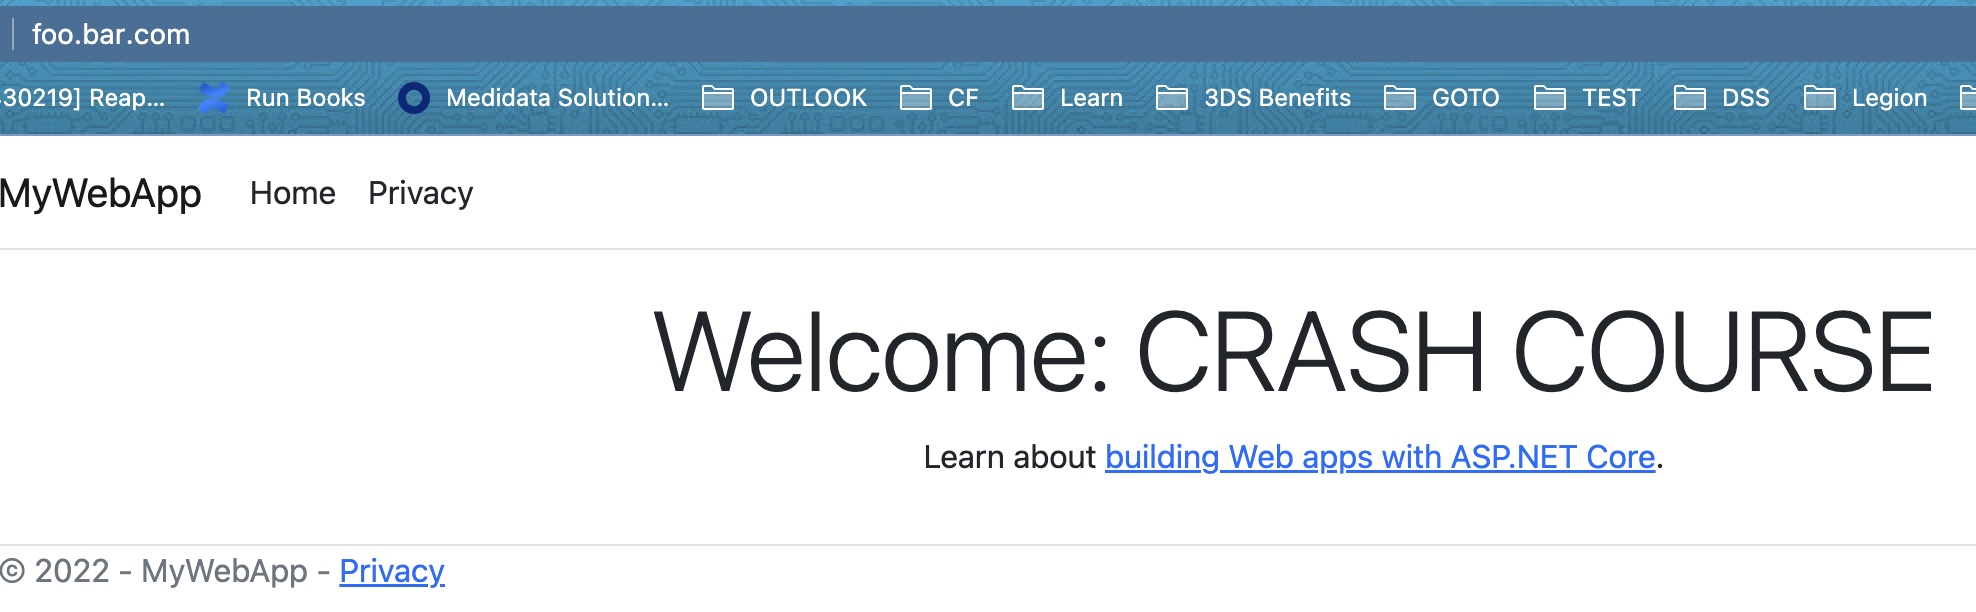 foo.bar.com
30219] Reap... Run Books Medidata Solution... OUTLOOK CF Learn 3DS Benefits GOTO TEST DSS Legion
MyWebApp Home Privacy
Welcome: CRASH COURSE
Learn about building Web apps with ASP.NET Core.
© 2022 - MyWebApp - Privacy